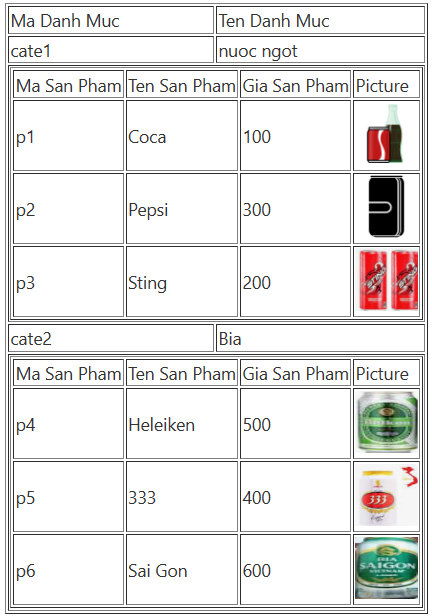 Ma Danh Muc Ten Danh Muc
cate1 nuoc ngot
Ma San Pham Ten San Pham Gia San Pham Picture
p1 Coca 100
p2 Pepsi 300
p3 Sting 200
cate2 Bia
Ma San Pham Ten San Pham Gia San Pham Picture
p4 Heleiken 500
p5 333 400
333
p6 Sai Gon 600
BIA
SAIGON